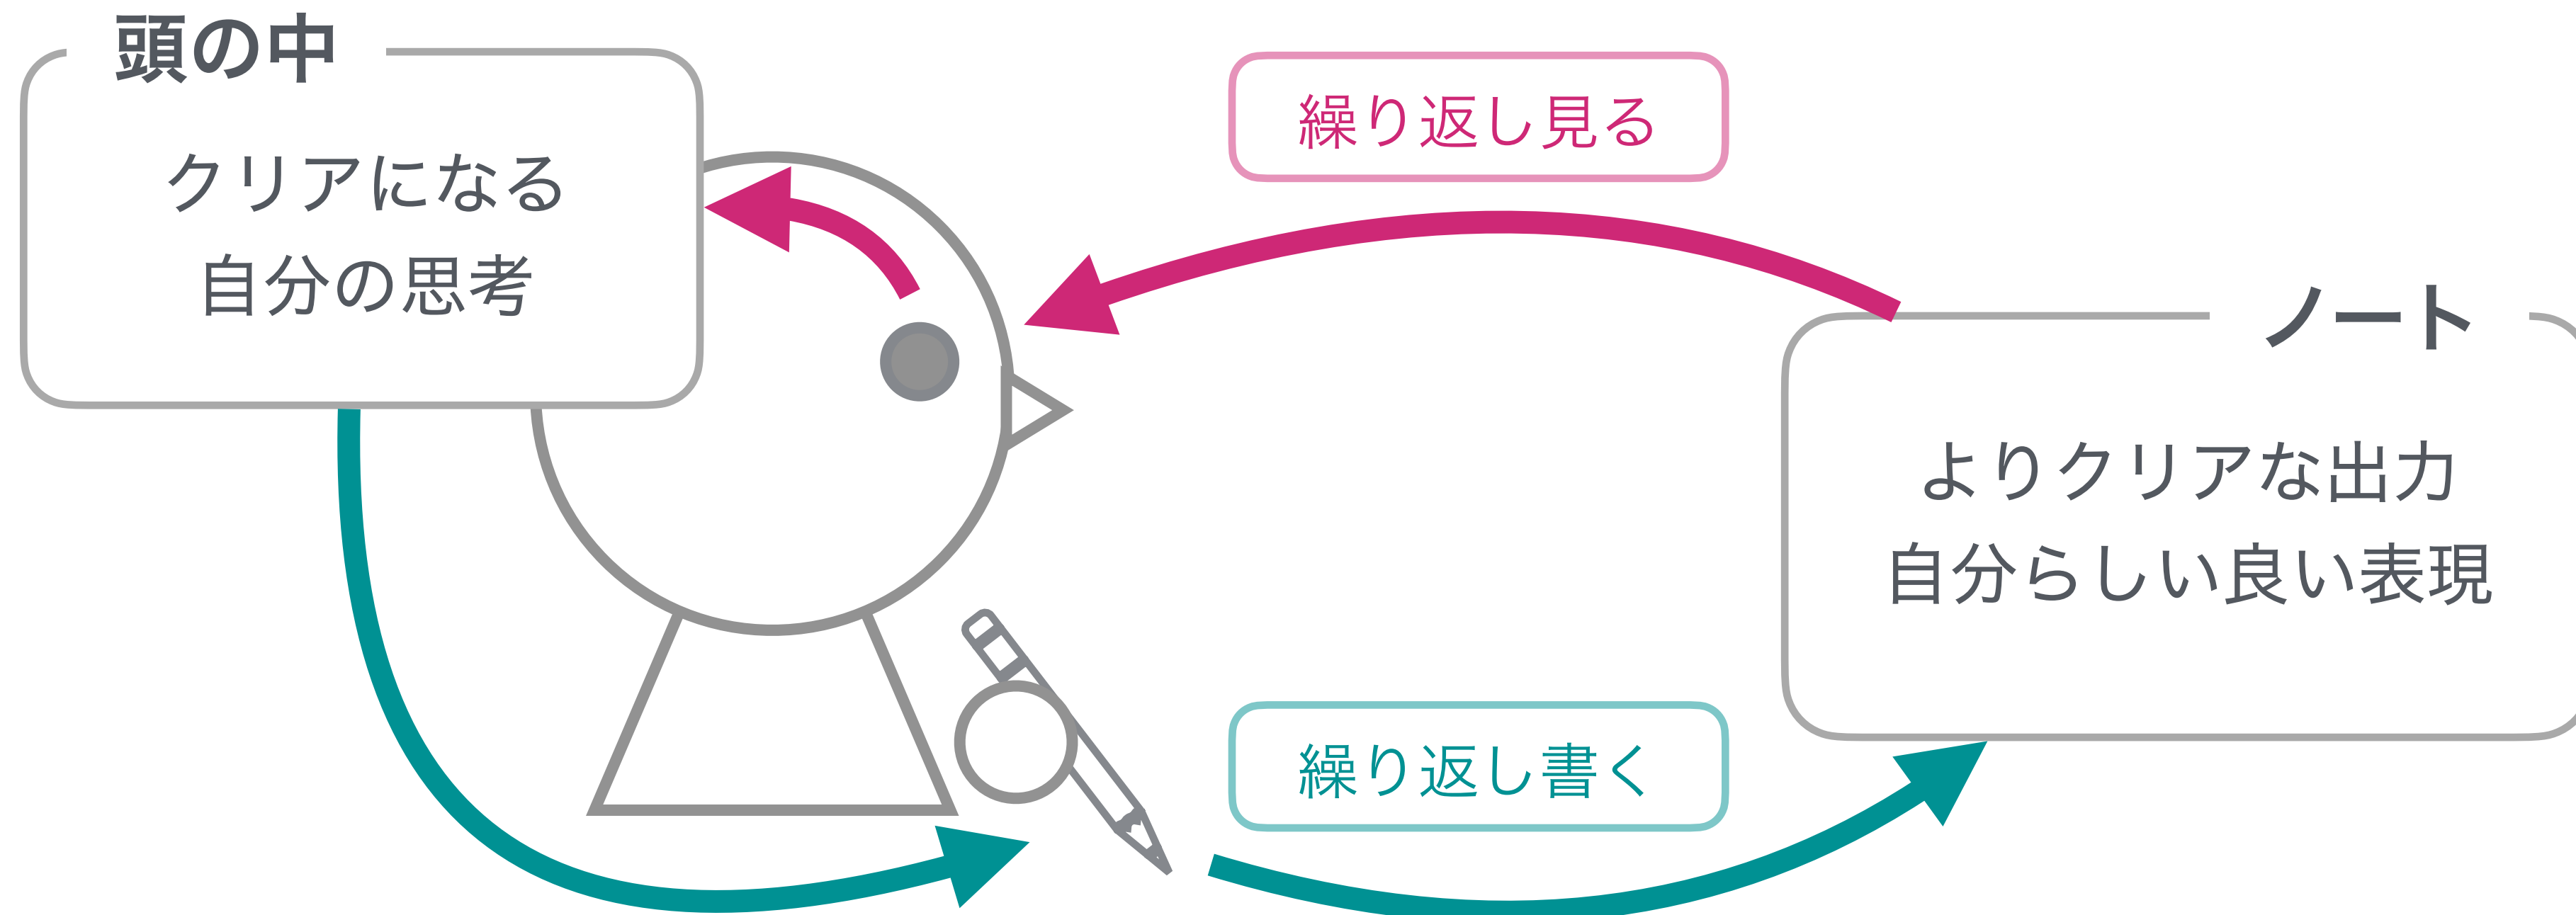 頭の中
クリアになる
自分の思考
繰り返し見る
ノート
よりクリアな出力
自分らしい良い表現
繰り返し書く